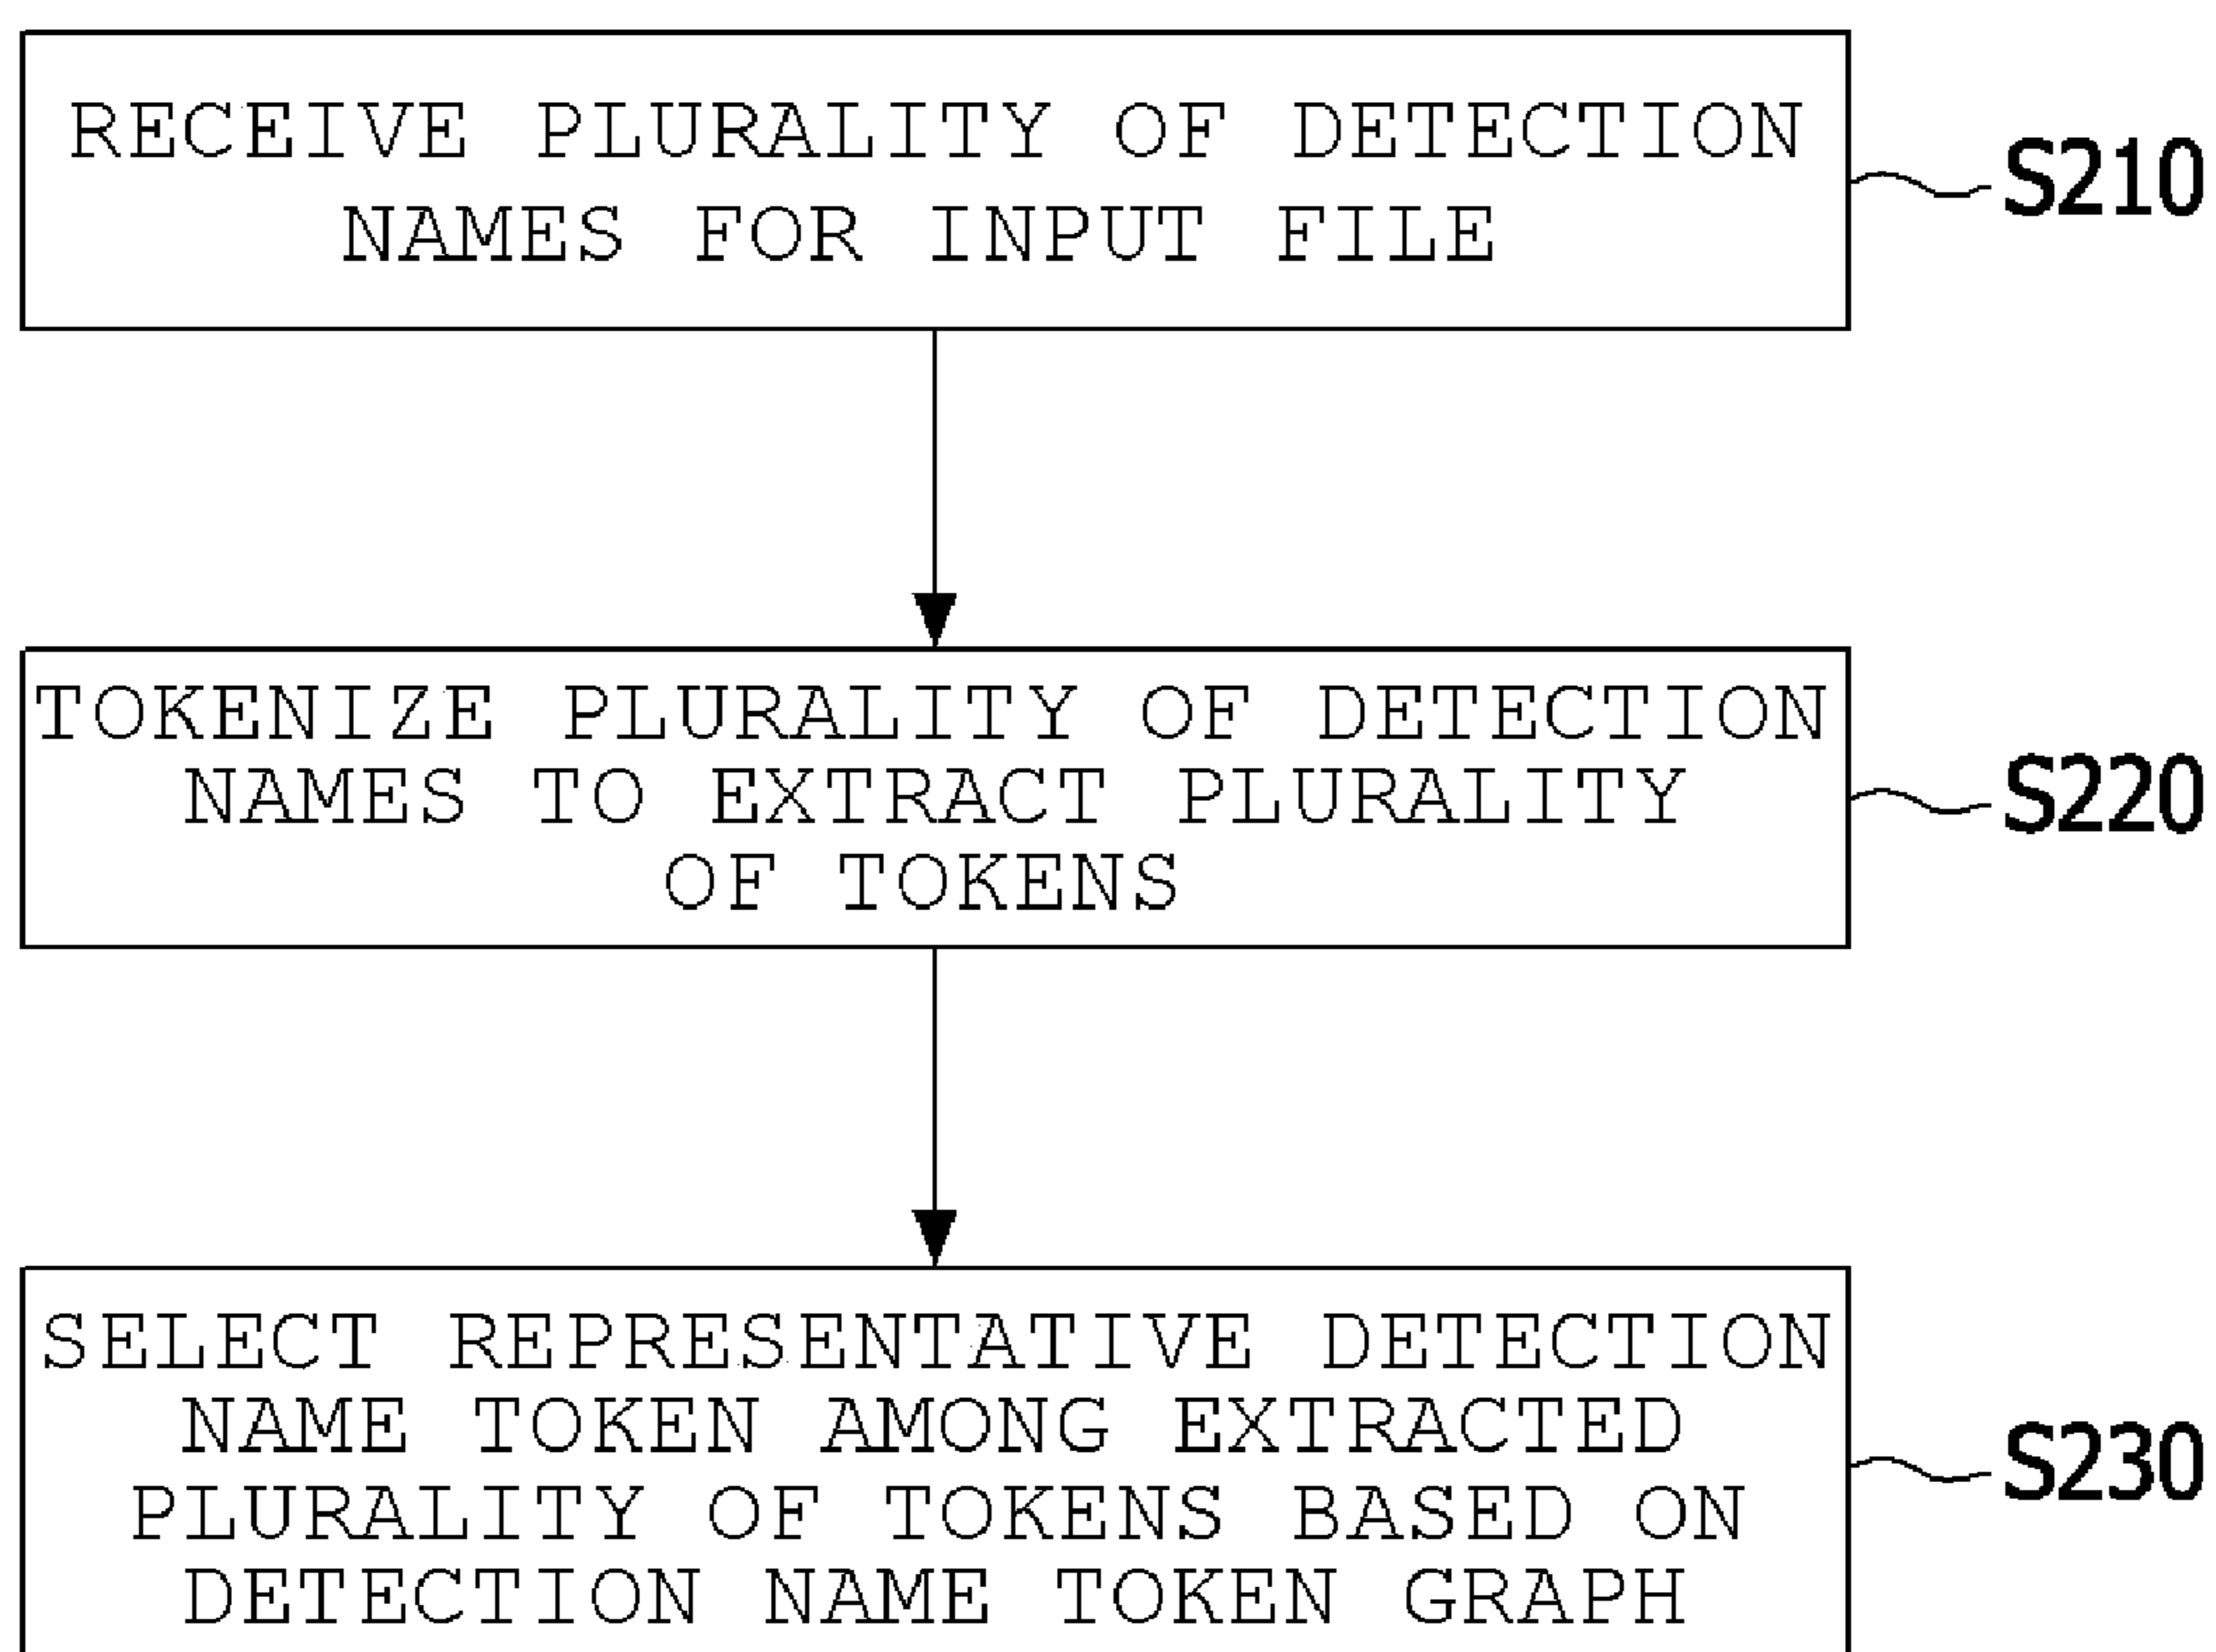 RECEIVE PLURALITY OF DETECTION
NAMES FOR INPUT FILE
S210
TOKENIZE PLURALITY OF DETECTION
NAMES TO EXTRACT PLURALITY
OF TOKENS
S220
SELECT REPRESENTATIVE DETECTION
NAME TOKEN AMONG EXTRACTED
PLURALITY OF TOKENS BASED ON
DETECTION NAME TOKEN GRAPH
S230